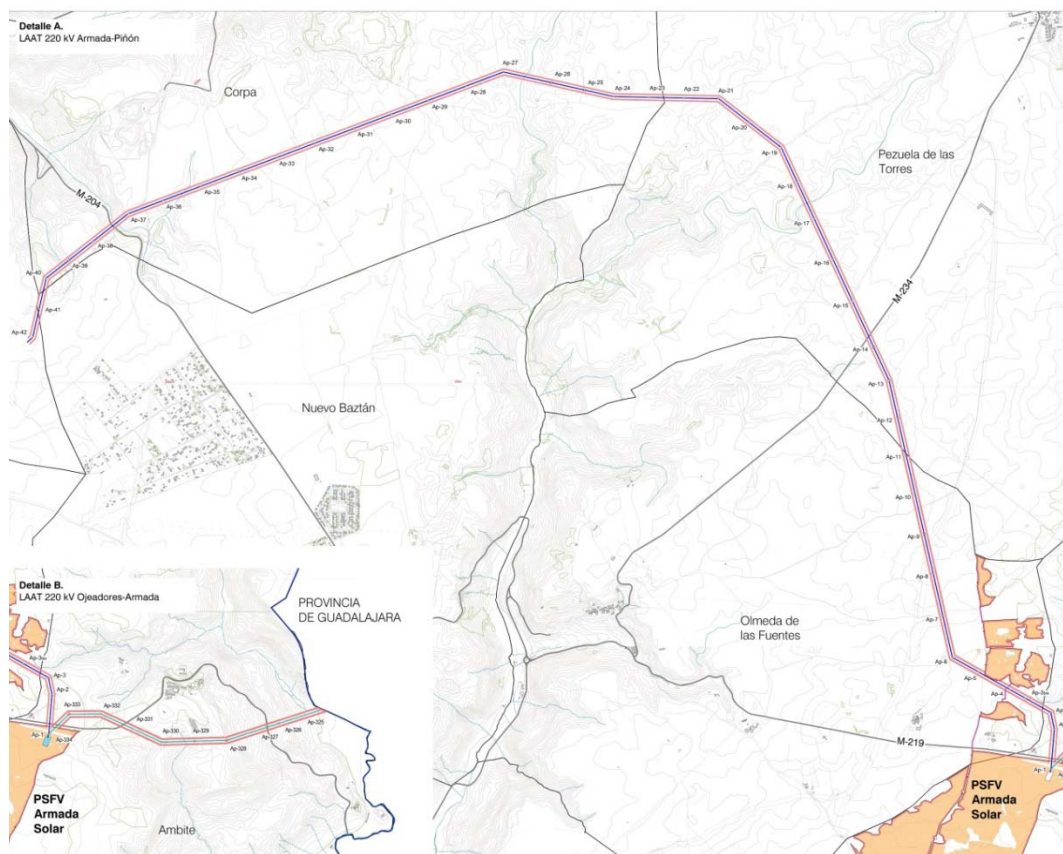 Detalle A.
LAAT 220 kV Armada-Piñón
Corpa
Ap-27
Ap-26
Ap-25
Ap-24
Ap-23
Ap-22
Ap-21
Ap-28
Ap-29
Ap-30
Ap-31
Ap-32
Ap-33
Ap-34
Ap-35
Ap-36
Ap-37
Ap-38
Ap-39
Ap-40
Ap-41
Ap-42
M-204
Ap-20
Ap-19
Ap-18
Ap-17
Ap-16
Ap-15
Ap-14
Ap-13
Ap-12
Ap-11
Ap-10
Ap-9
Ap-8
Ap-7
Ap-6
Ap-5
Ap-4
Pezuela de las
Torres
M-234
Nuevo Baztán
Olmeda de
las Fuentes
M-219
Ap-1
PSFV
Armada
Solar
Detalle B.
LAAT 220 kV Ojeadores-Armada
PROVINCIA
DE GUADALAJARA
Ap-3
Ap-2
Ap-333
Ap-332
Ap-331
Ap-330
Ap-329
Ap-328
Ap-327
Ap-326
Ap-325
Ap-1
Ap-334
PSFV
Armada
Solar
Ambite